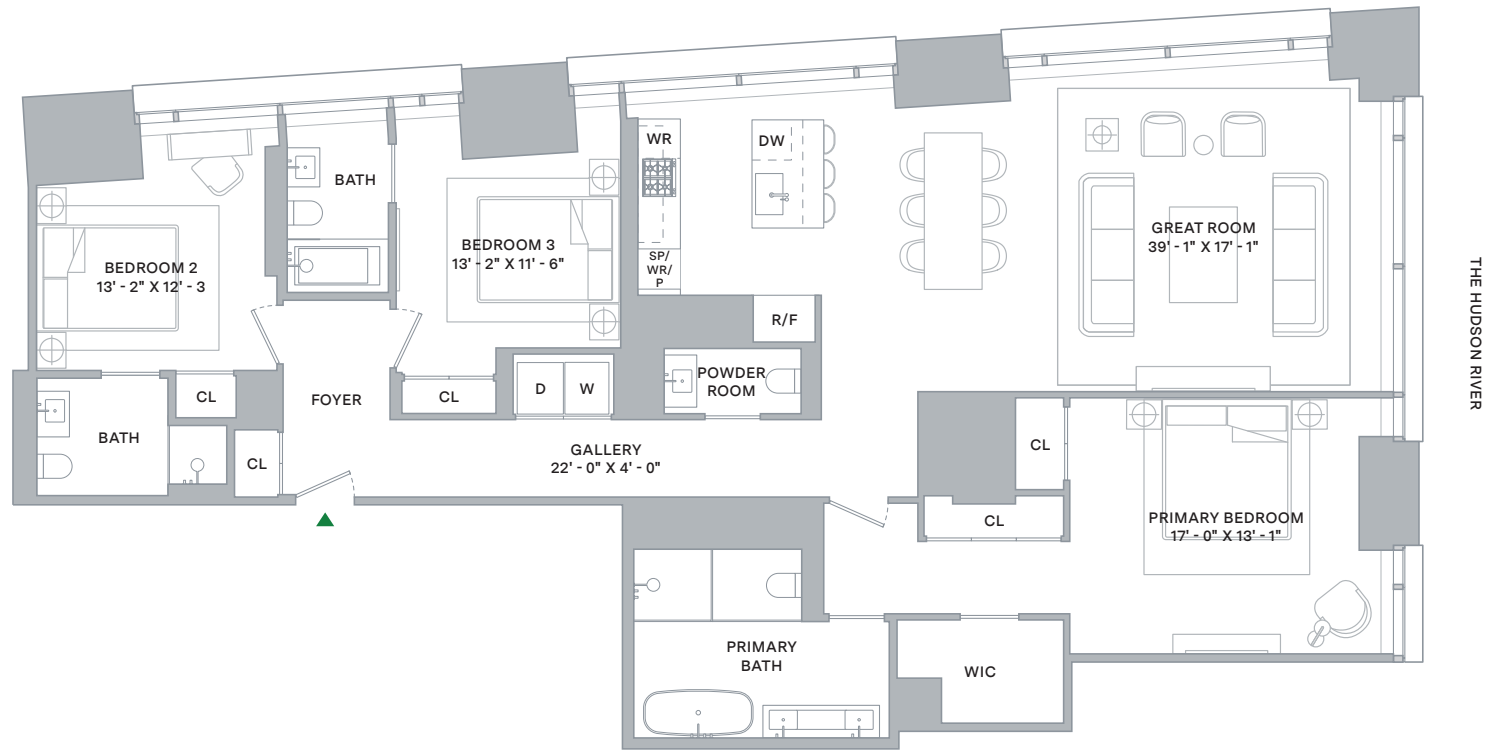 WR
DW
BATH
BEDROOM 2
13' - 2" X 12' - 3
BEDROOM 3
13' - 2" X 11' - 6"
GREAT ROOM
39' - 1" X 17' - 1"
THE HUDSON RIVER
SP/
WR/
P
R/F
POWDER
ROOM
CL
FOYER
CL
D
W
BATH
CL
GALLERY
22' - 0" X 4' - 0"
CL
CL
PRIMARY BEDROOM
17' - 0" X 13' - 1"
PRIMARY
BATH
WIC